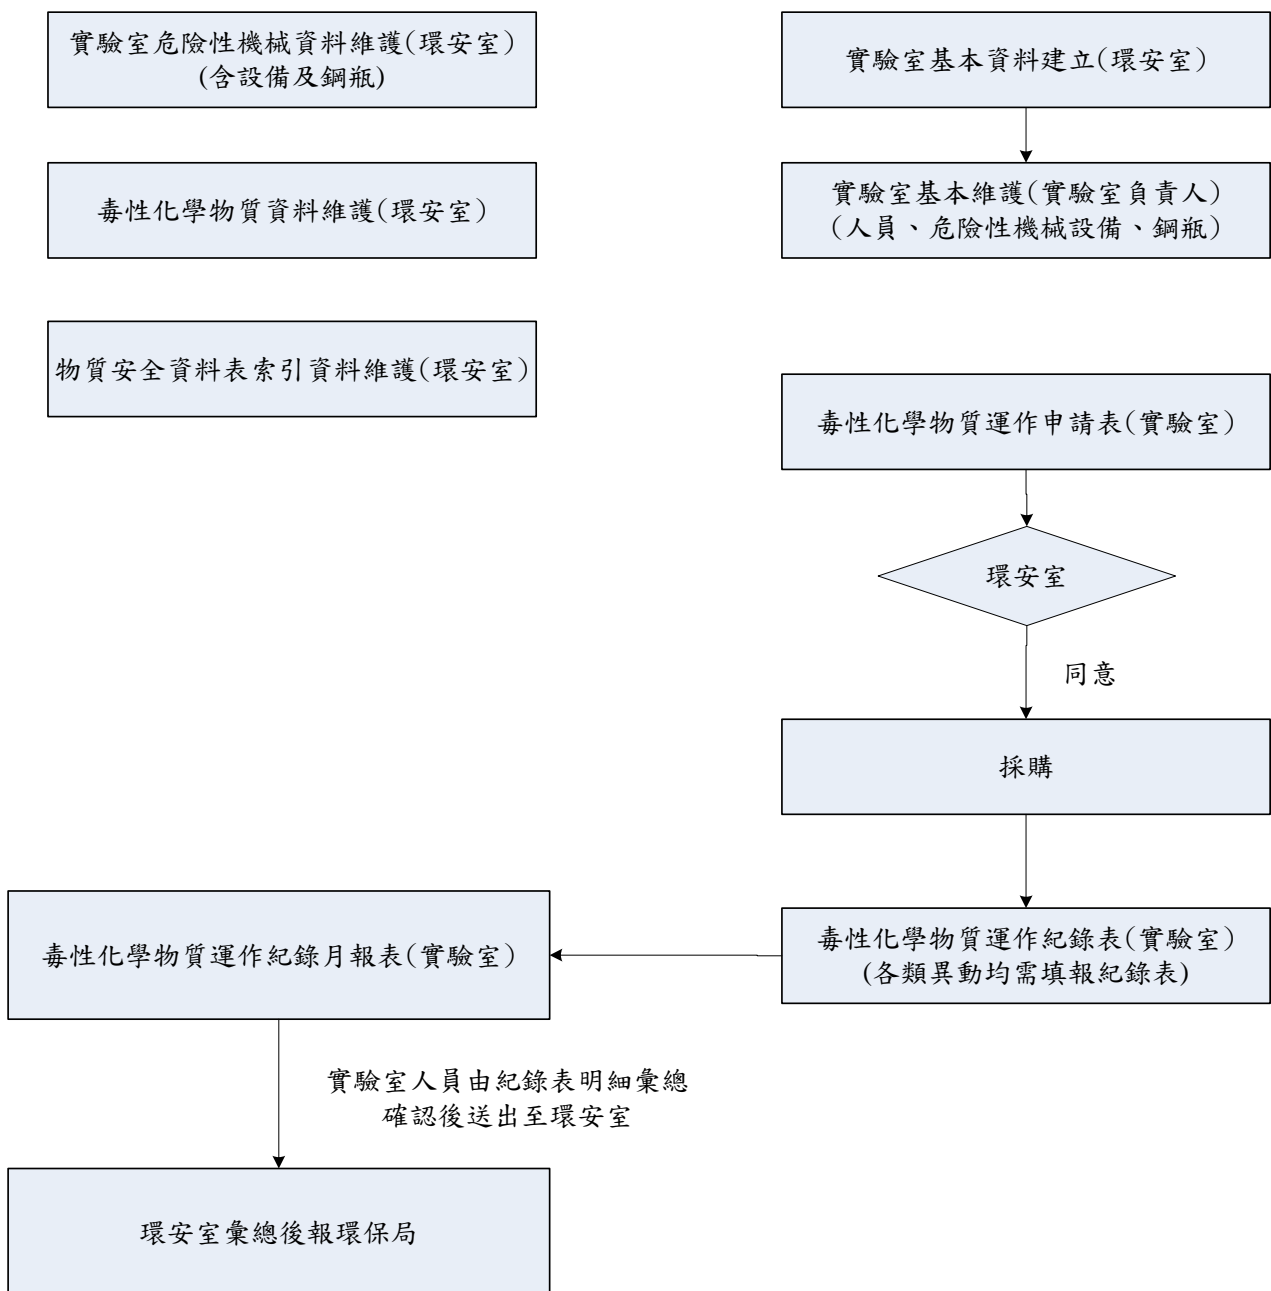 實驗室危險性機械資料維護(環安室)
(含設備及鋼瓶)
實驗室基本資料建立(環安室)
毒性化學物質資料維護(環安室)
實驗室基本維護(實驗室負責人)
(人員、危險性機械設備、鋼瓶)
物質安全資料表索引資料維護(環安室)
毒性化學物質運作申請表(實驗室)
環安室
同意
採購
毒性化學物質運作紀錄月報表(實驗室)
毒性化學物質運作紀錄表(實驗室)
(各類異動均需填報紀錄表)
實驗室人員由紀錄表明細彙總
確認後送出至環安室
環安室彙總後報環保局